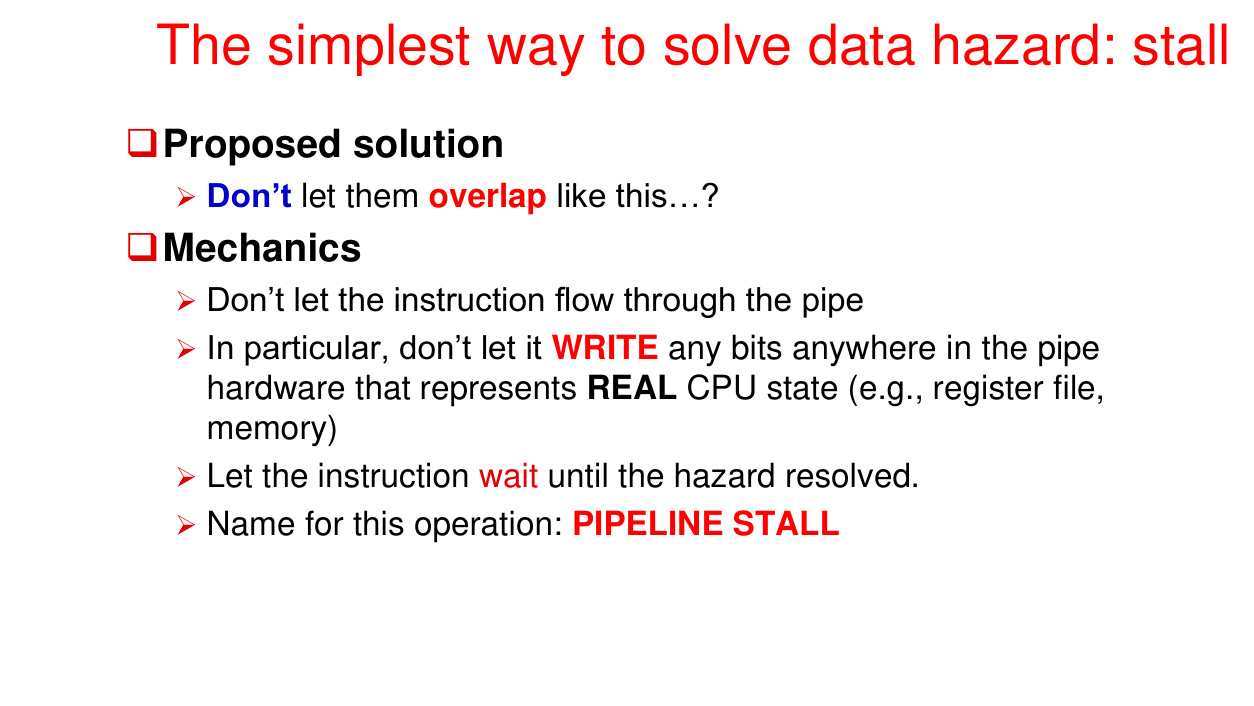 The simplest way to solve data hazard: stall
Proposed solution
Don’t let them overlap like this…?
Mechanics
Don’t let the instruction flow through the pipe
In particular, don’t let it WRITE any bits anywhere in the pipe
hardware that represents REAL CPU state (e.g., register file,
memory)
Let the instruction wait until the hazard resolved.
Name for this operation: PIPELINE STALL